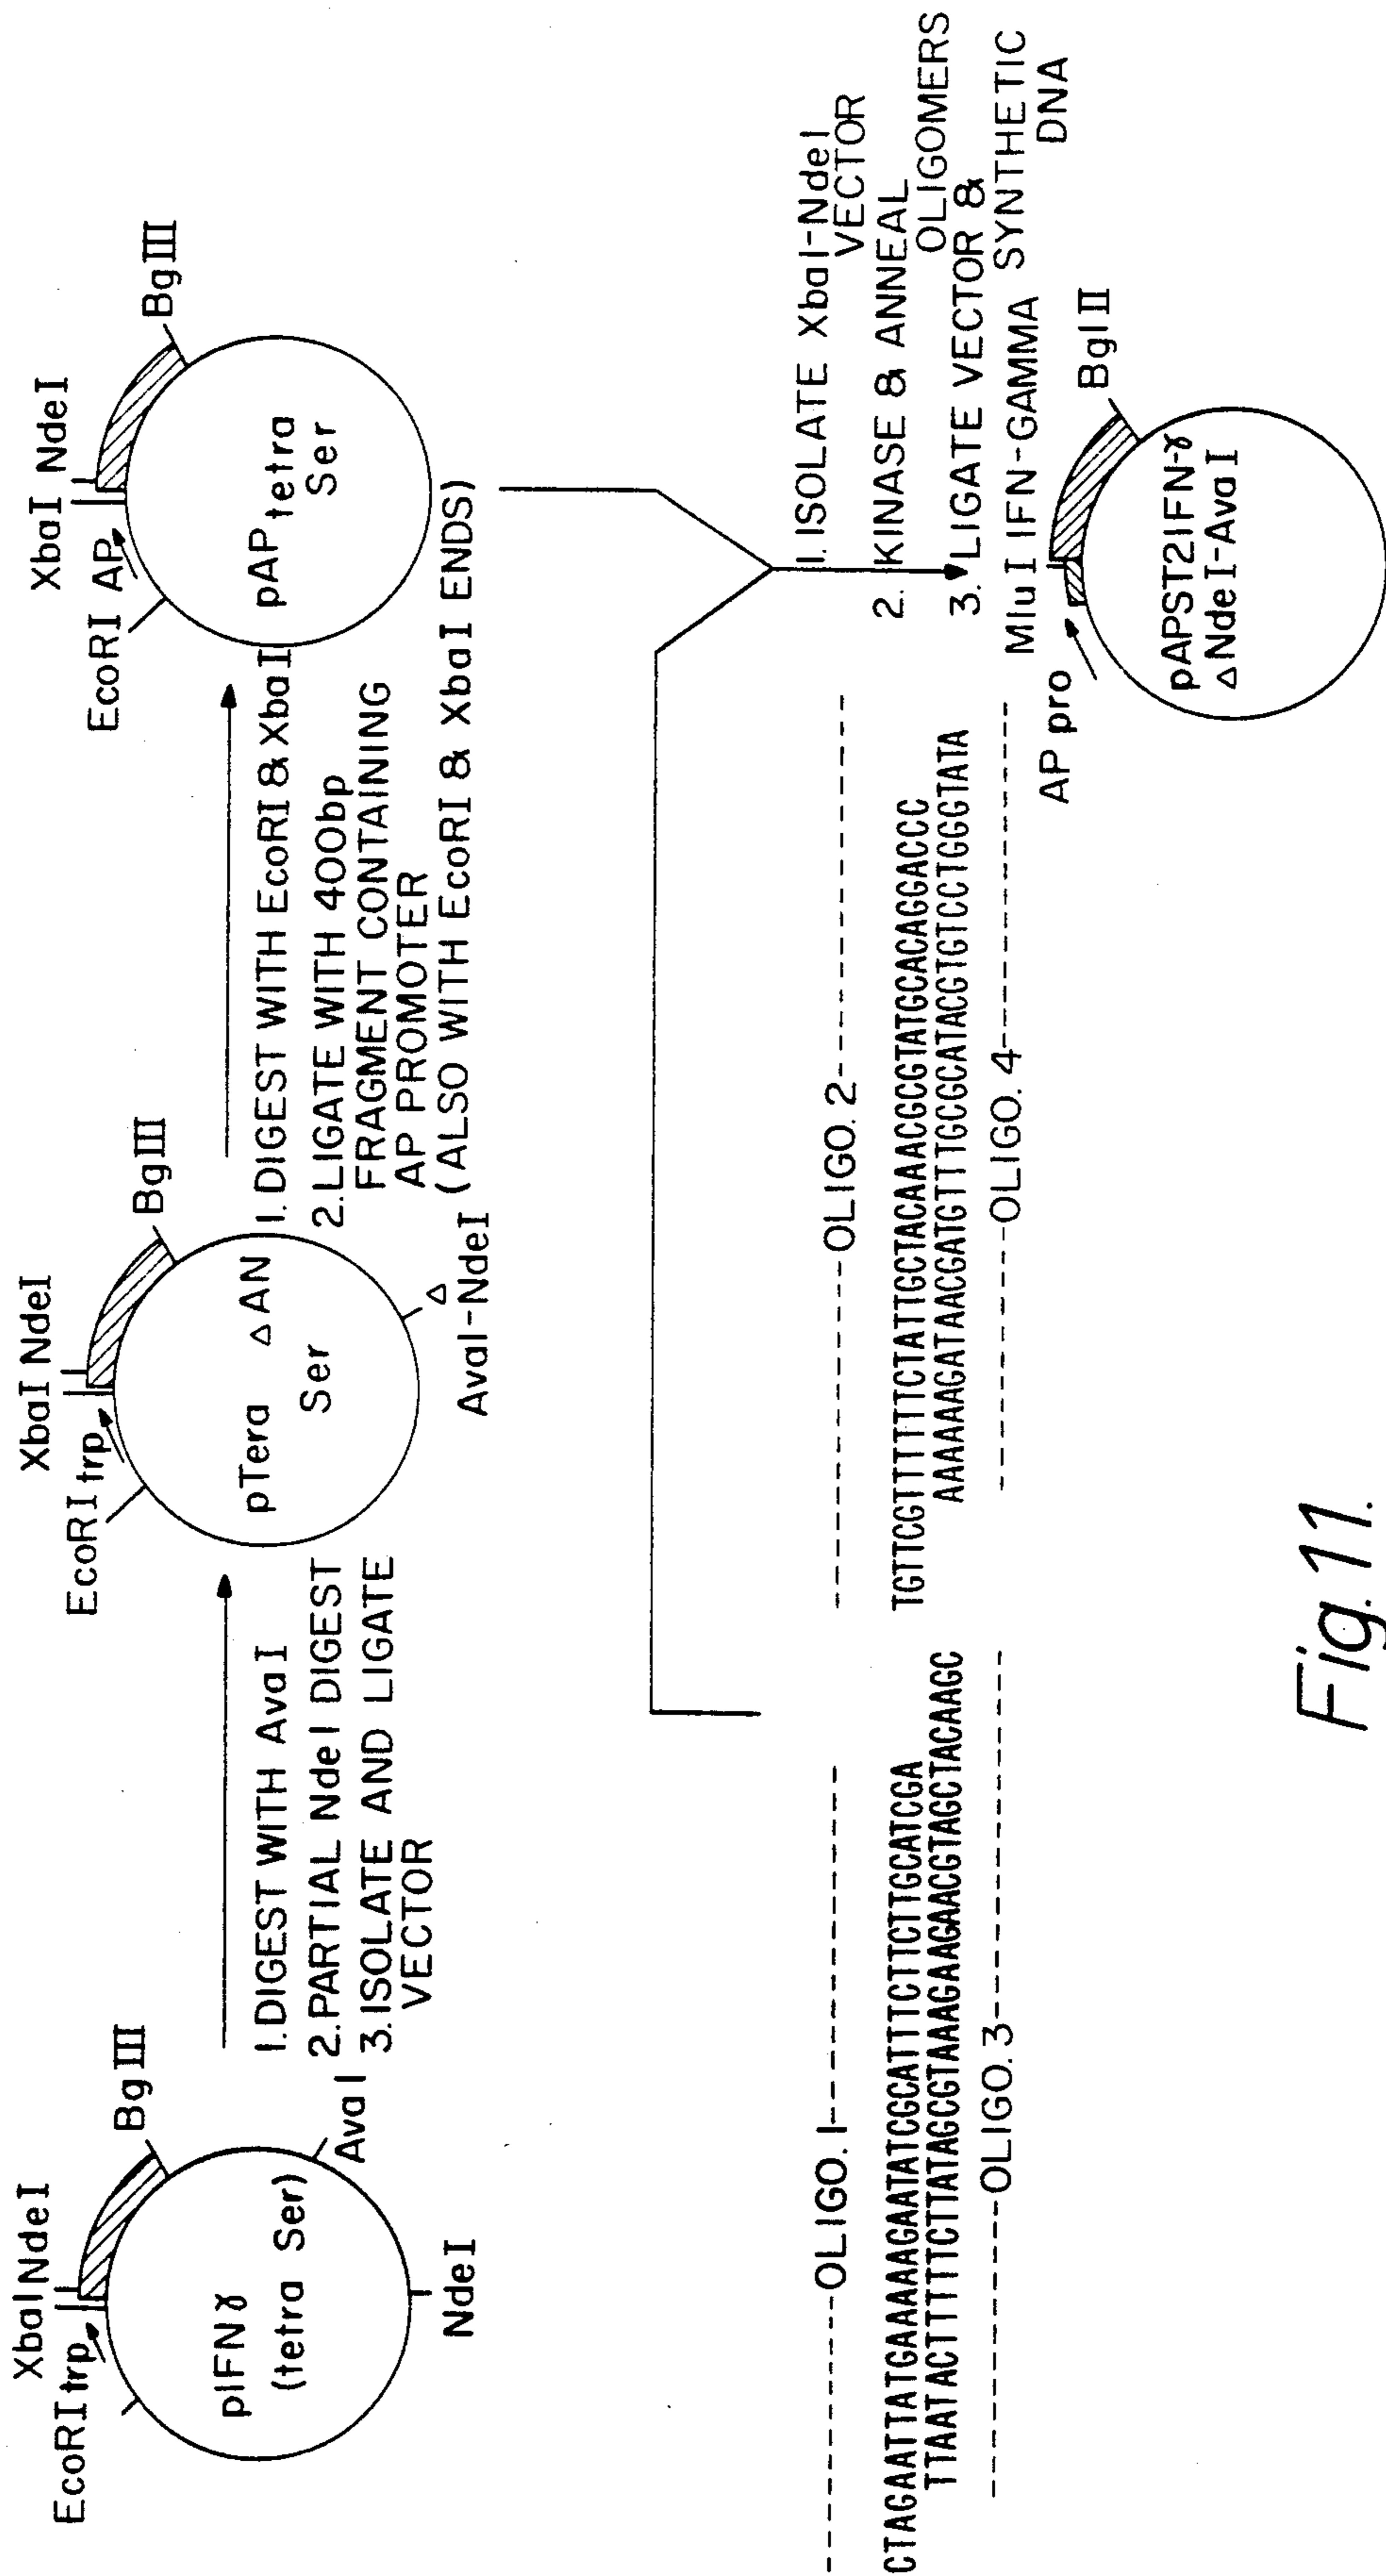 XbaI NdeI
EcoRI trp
BgIII
pIFNγ
(tetra Ser)
AvaI
NdeI
1. DIGEST WITH AvaI
2. PARTIAL NdeI DIGEST
3. ISOLATE AND LIGATE
VECTOR
XbaI NdeI
EcoRI trp
BgIII
pTera ΔAN
Ser
Δ
AvaI-NdeI
1. DIGEST WITH EcoRI & XbaI
2. LIGATE WITH 400bp
FRAGMENT CONTAINING
AP PROMOTER
(ALSO WITH EcoRI & XbaI ENDS)
XbaI NdeI
EcoRI AP
BgIII
pAP tetra
Ser
OLIGO. 1
CTAGAATTATGAAAAGAATATCGCATTTCTTCTTGCATCGA
TTAATACTTTTTCTTATAGCGTAAAGAAGAACGTAGCTACAAGC
OLIGO. 3
OLIGO. 2
TGTTCGTTTTTTCTATTGCTACAAACGCGTATGCACAGGACCC
AAAAAAGATAACGATGTTTGCGCATACGTGTCCTGGGTATA
OLIGO. 4
1. ISOLATE XbaI-NdeI
VECTOR
2. KINASE & ANNEAL
OLIGOMERS
3. LIGATE VECTOR &
SYNTHETIC
DNA
MluI IFN-GAMMA
AP pro
BglII
pAPST2IFN-γ
ΔNdeI-AvaI
Fig. 11.